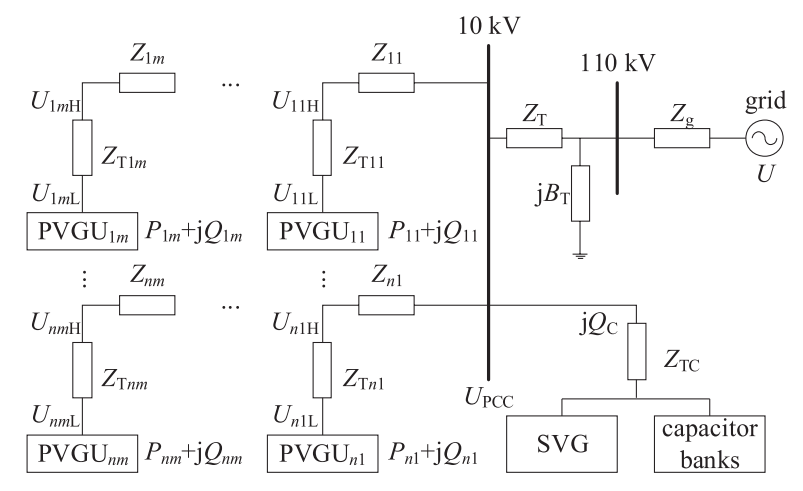 10 kV
110 kV
grid
Z1m
...
Z11
ZT
Zg
U1mH
U11H
ZT1m
ZT11
jBT
U
U1mL
U11L
PVGU1m
P1m+jQ1m
PVGU11
P11+jQ11
⋮
Znm
...
⋮
Zn1
UnmH
Un1H
jQC
ZTnm
ZTn1
ZTC
UnmL
Un1L
UPCC
PVGUnm
Pnm+jQnm
PVGUn1
Pn1+jQn1
SVG
capacitor
banks